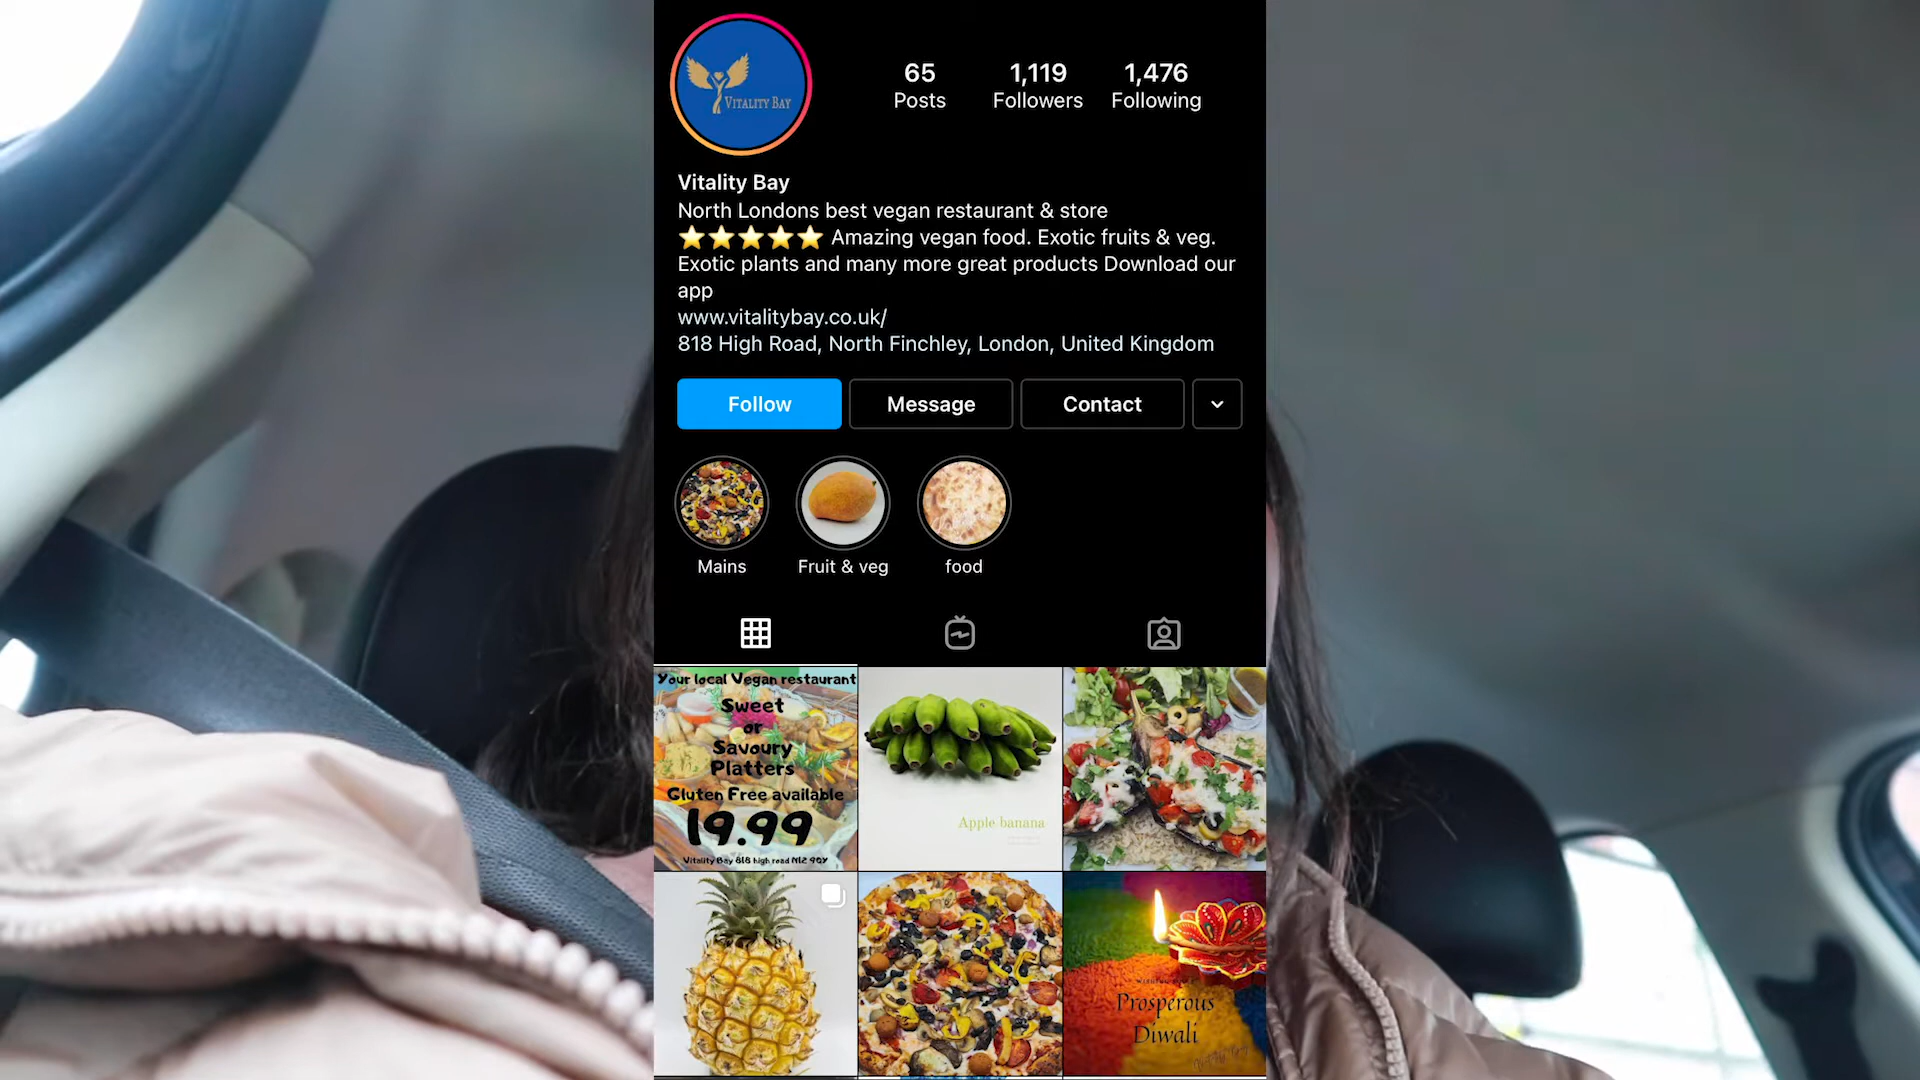 VITALITY BAY
65
Posts
1,119
Followers
1,476
Following
Vitality Bay
North Londons best vegan restaurant & store
⭐⭐⭐⭐⭐ Amazing vegan food. Exotic fruits & veg.
Exotic plants and many more great products Download our
app
www.vitalitybay.co.uk/
818 High Road, North Finchley, London, United Kingdom
Follow
Message
Contact
Mains
Fruit & veg
food
Your local Vegan restaurant
Sweet
or
Savoury
Platters
Gluten Free available
19.99
Vitality Bay 818 high road N12 9QY
Apple banana
Prosperous
Diwali